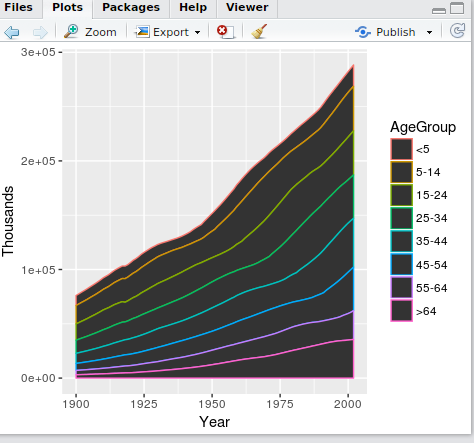 Files Plots Packages Help Viewer
Zoom Export Publish
3e+05
2e+05
1e+05
0e+00
Thousands
1900 1925 1950 1975 2000
Year
AgeGroup
<5
5-14
15-24
25-34
35-44
45-54
55-64
>64